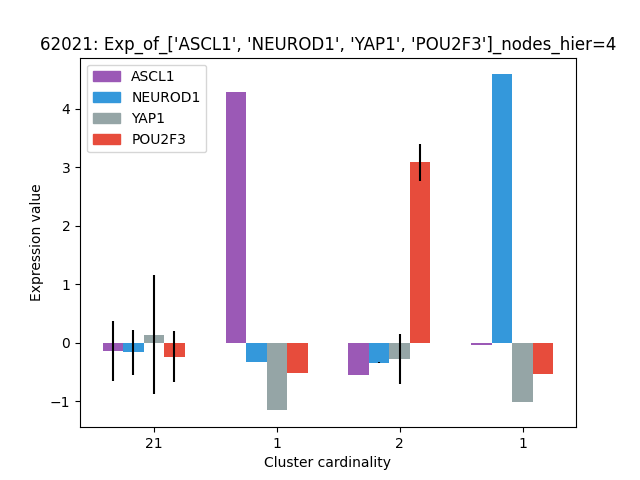 62021: Exp_of_['ASCL1', 'NEUROD1', 'YAP1', 'POU2F3']_nodes_hier=4
ASCL1
NEUROD1
YAP1
POU2F3
Expression value
4
3
2
1
0
−1
21 1 2 1
Cluster cardinality